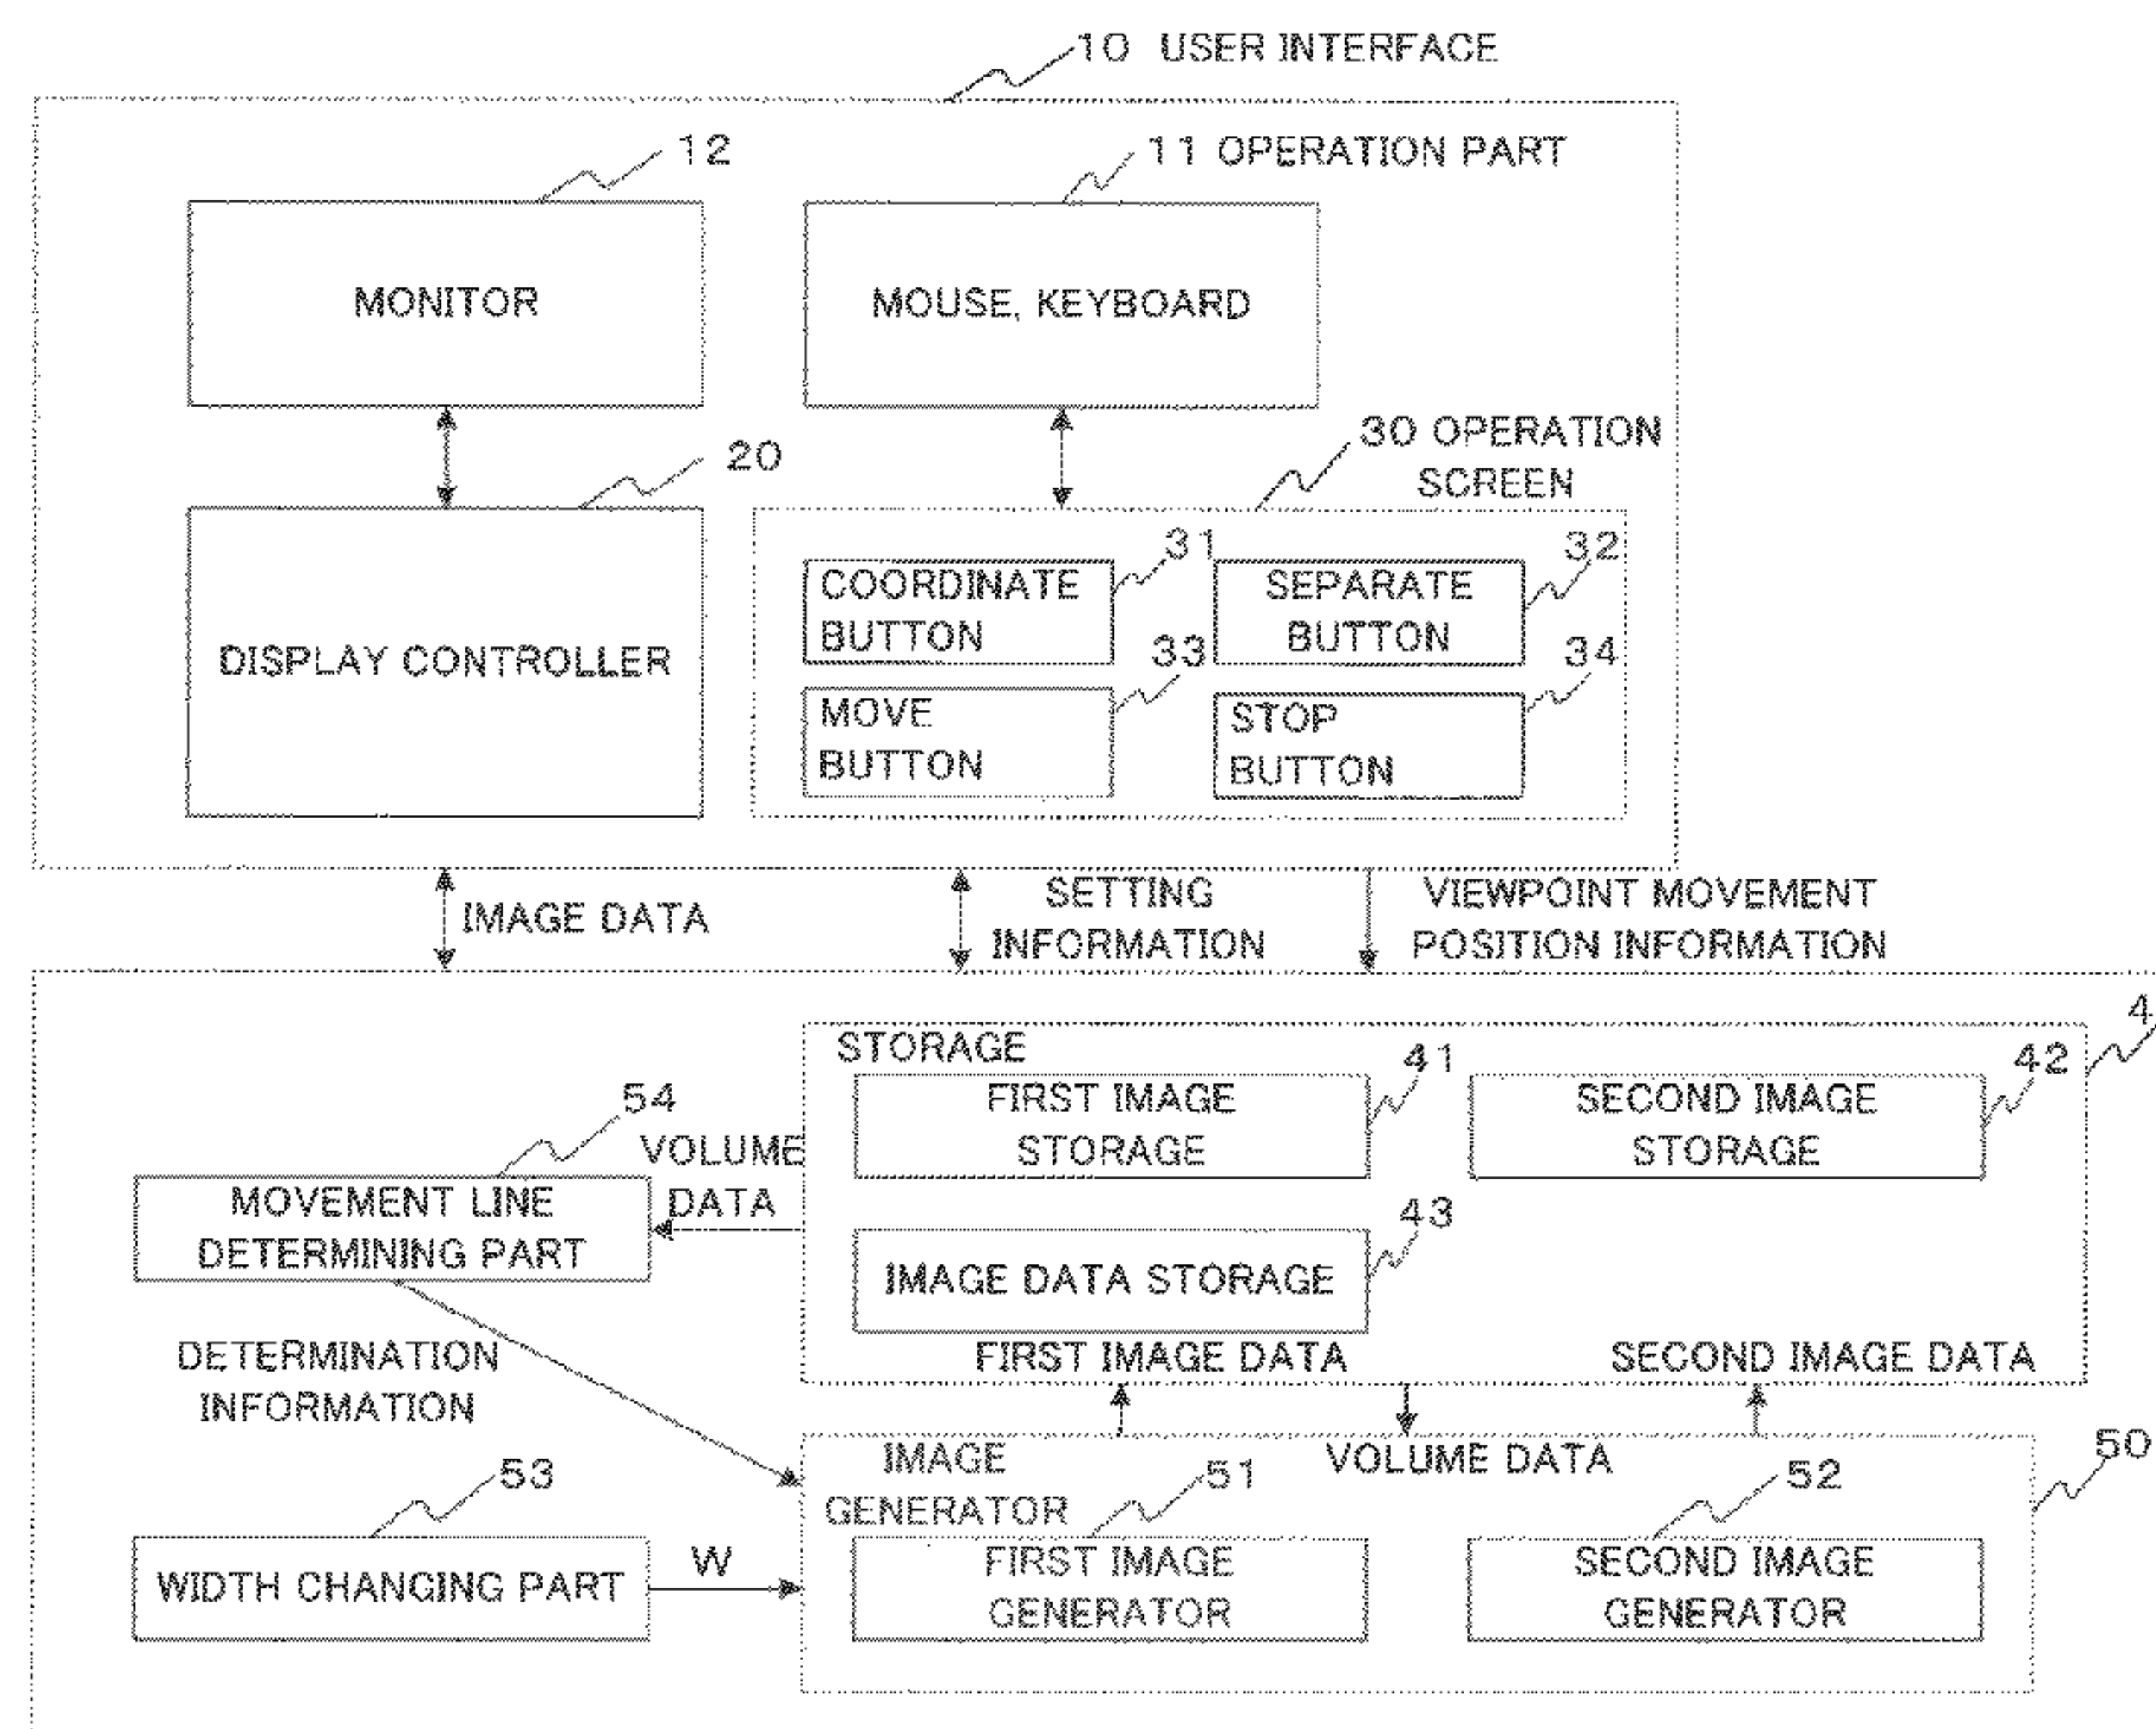 10 USER INTERFACE
12
11 OPERATION PART
MONITOR
MOUSE, KEYBOARD
20
30 OPERATION
SCREEN
DISPLAY CONTROLLER
31
COORDINATE
BUTTON
32
SEPARATE
BUTTON
33
MOVE
BUTTON
34
STOP
BUTTON
IMAGE DATA
SETTING
INFORMATION
VIEWPOINT MOVEMENT
POSITION INFORMATION
4
STORAGE
41
FIRST IMAGE
STORAGE
42
SECOND IMAGE
STORAGE
54
VOLUME
DATA
MOVEMENT LINE
DETERMINING PART
43
IMAGE DATA STORAGE
FIRST IMAGE DATA
SECOND IMAGE DATA
DETERMINATION
INFORMATION
50
IMAGE
GENERATOR
VOLUME DATA
53
WIDTH CHANGING PART
W
51
FIRST IMAGE
GENERATOR
52
SECOND IMAGE
GENERATOR